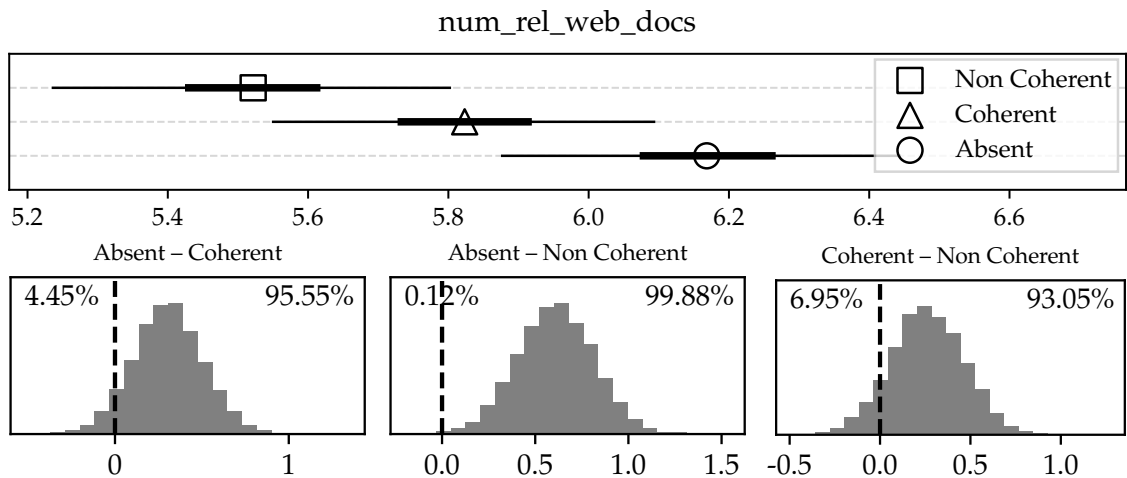 num_rel_web_docs
Non Coherent
Coherent
Absent
5.2 5.4 5.6 5.8 6.0 6.2 6.4 6.6
Absent – Coherent
4.45% 95.55%
0 1
Absent – Non Coherent
0.12% 99.88%
0.0 0.5 1.0 1.5
Coherent – Non Coherent
6.95% 93.05%
-0.5 0.0 0.5 1.0